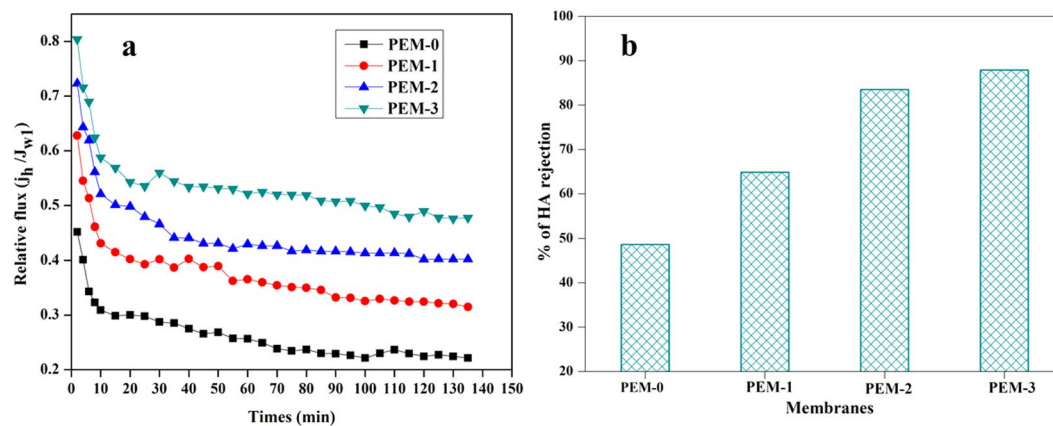 a
PEM-0
PEM-1
PEM-2
PEM-3
Relative flux (jh /Jw1)
0.8
0.7
0.6
0.5
0.4
0.3
0.2
0 10 20 30 40 50 60 70 80 90 100 110 120 130 140 150
Times (min)
b
% of HA rejection
100
90
80
70
60
50
40
30
20
PEM-0 PEM-1 PEM-2 PEM-3
Membranes